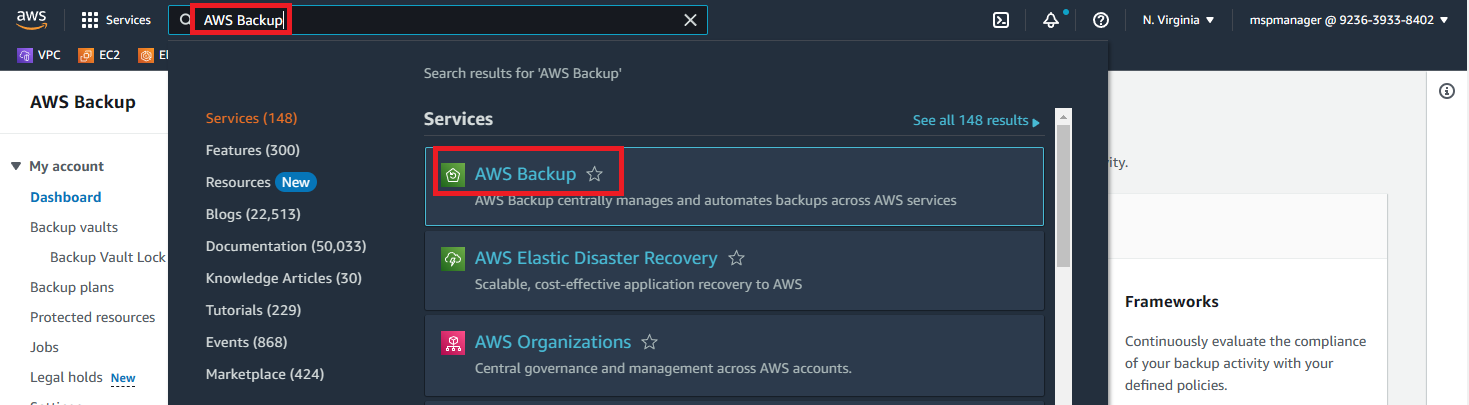 aws
Services
AWS Backup
N. Virginia
mspmanager @ 9236-3933-8402
VPC
EC2
Search results for 'AWS Backup'
AWS Backup
My account
Dashboard
Backup vaults
Backup Vault Lock
Backup plans
Protected resources
Jobs
Legal holds New
Services (148)
Features (300)
Resources New
Blogs (22,513)
Documentation (50,033)
Knowledge Articles (30)
Tutorials (229)
Events (868)
Marketplace (424)
Services
See all 148 results
AWS Backup
AWS Backup centrally manages and automates backups across AWS services
AWS Elastic Disaster Recovery
Scalable, cost-effective application recovery to AWS
AWS Organizations
Central governance and management across AWS accounts.
Frameworks
Continuously evaluate the compliance
of your backup activity with your
defined policies.